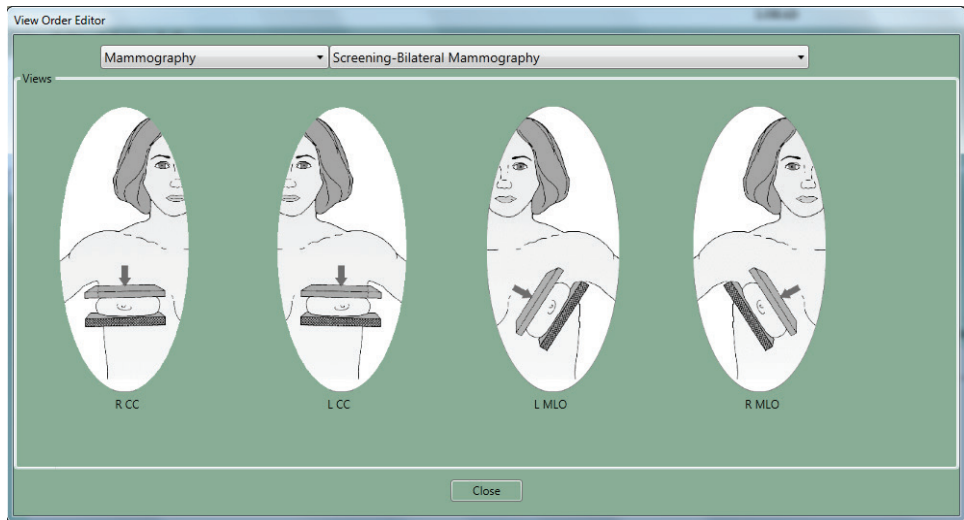 View Order Editor
Mammography Screening-Bilateral Mammography
Views
R CC L CC L MLO R MLO
Close